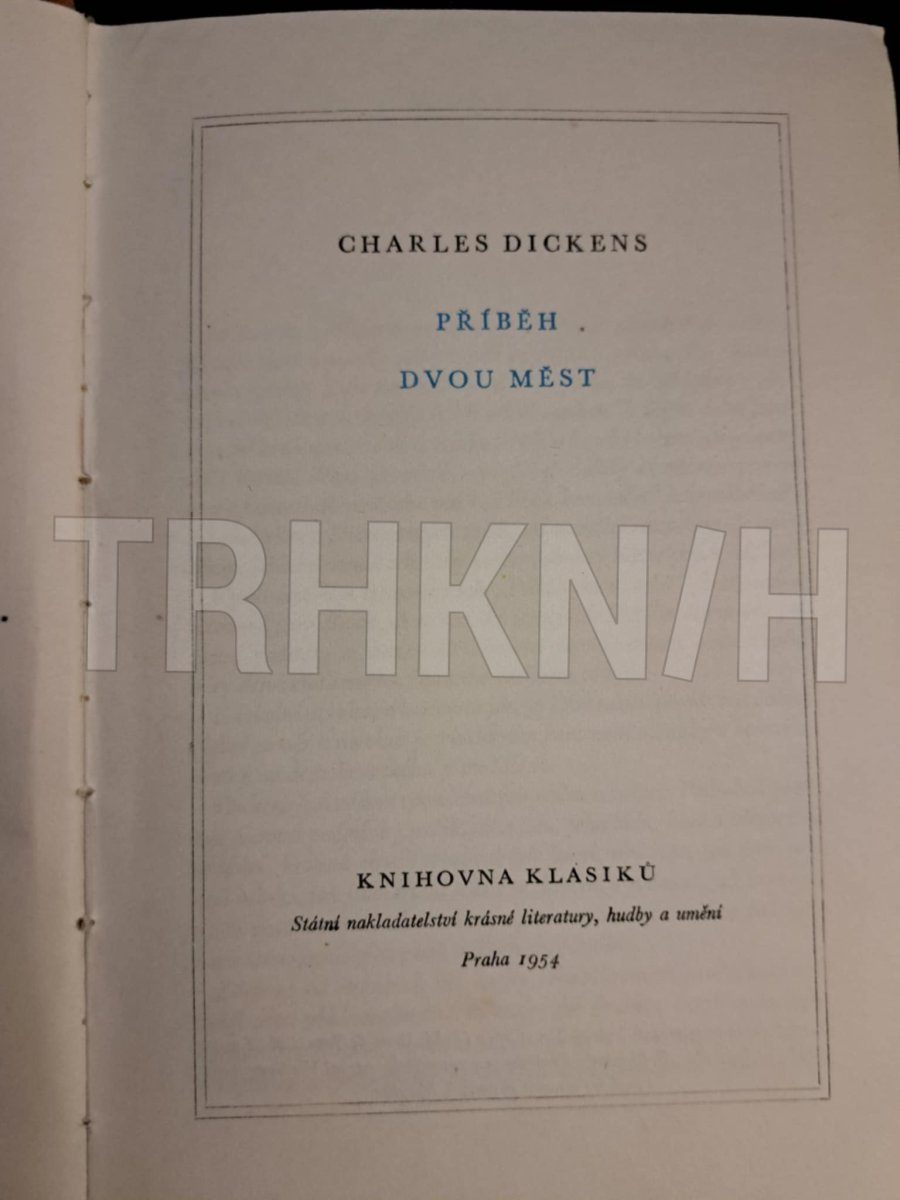 CHARLES DICKENS
PŘÍBĚH
DVOU MĚST
TRHKNIH
KNIHOVNA KLASIKŮ
Státní nakladatelství krásné literatury, hudby a umění
Praha 1954